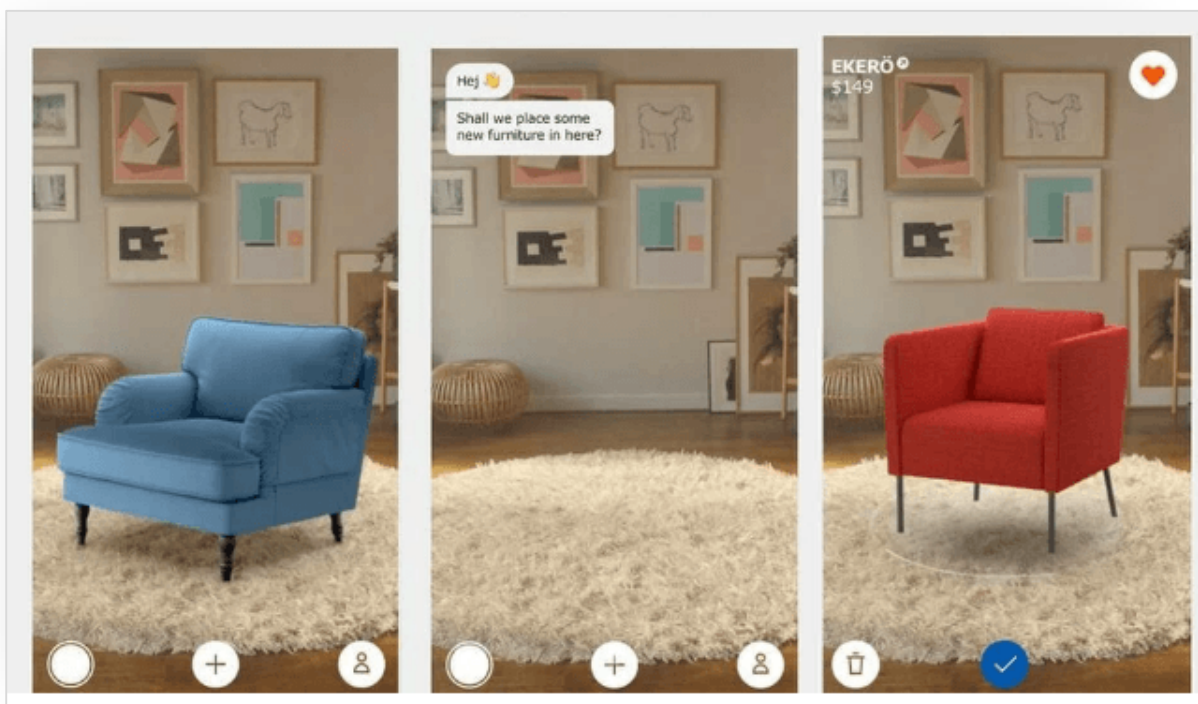 Hej 👋
Shall we place some
new furniture in here?
EKERÖ
$149